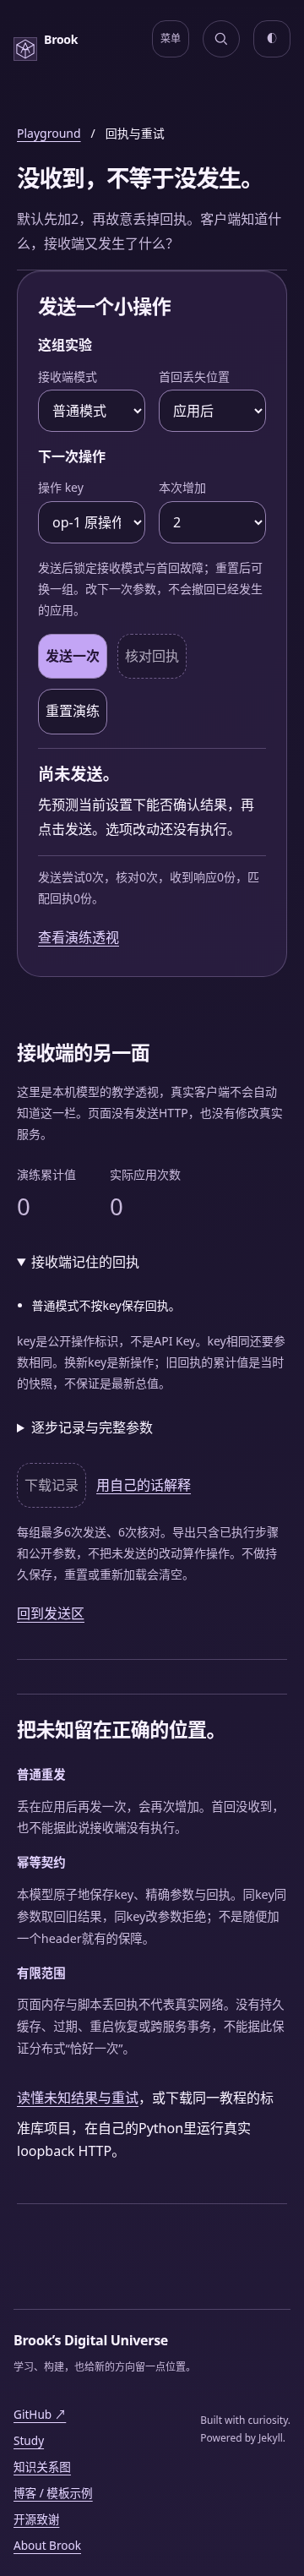 Brook
菜单
Playground / 回执与重试
没收到，不等于没发生。
默认先加2，再故意丢掉回执。客户端知道什
么，接收端又发生了什么？
发送一个小操作
这组实验
接收端模式
首回丢失位置
普通模式
应用后
下一次操作
操作 key
本次增加
op-1 原操作
2
发送后锁定接收模式与首回故障；重置后可
换一组。改下一次参数，不会撤回已经发生
的应用。
发送一次
核对回执
重置演练
尚未发送。
先预测当前设置下能否确认结果，再
点击发送。选项改动还没有执行。
发送尝试0次，核对0次，收到响应0份，匹
配回执0份。
查看演练透视
接收端的另一面
这里是本机模型的教学透视，真实客户端不会自动
知道这一栏。页面没有发送HTTP，也没有修改真实
服务。
演练累计值
实际应用次数
0
0
▼ 接收端记住的回执
• 普通模式不按key保存回执。
key是公开操作标识，不是API Key。key相同还要参
数相同。换新key是新操作；旧回执的累计值是当时
的快照，不保证是最新总值。
▶ 逐步记录与完整参数
下载记录
用自己的话解释
每组最多6次发送、6次核对。导出只含已执行步骤
和公开参数，不把未发送的改动算作操作。不做持
久保存，重置或重新加载会清空。
回到发送区
把未知留在正确的位置。
普通重发
丢在应用后再发一次，会再次增加。首回没收到，
也不能据此说接收端没有执行。
幂等契约
本模型原子地保存key、精确参数与回执。同key同
参数取回旧结果，同key改参数拒绝；不是随便加
一个header就有的保障。
有限范围
页面内存与脚本丢回执不代表真实网络。没有持久
缓存、过期、重启恢复或跨服务事务，不能据此保
证分布式“恰好一次”。
读懂未知结果与重试，或下载同一教程的标
准库项目，在自己的Python里运行真实
loopback HTTP。
Brook’s Digital Universe
学习、构建，也给新的方向留一点位置。
GitHub ↗
Study
知识关系图
博客 / 模板示例
开源致谢
About Brook
Built with curiosity.
Powered by Jekyll.